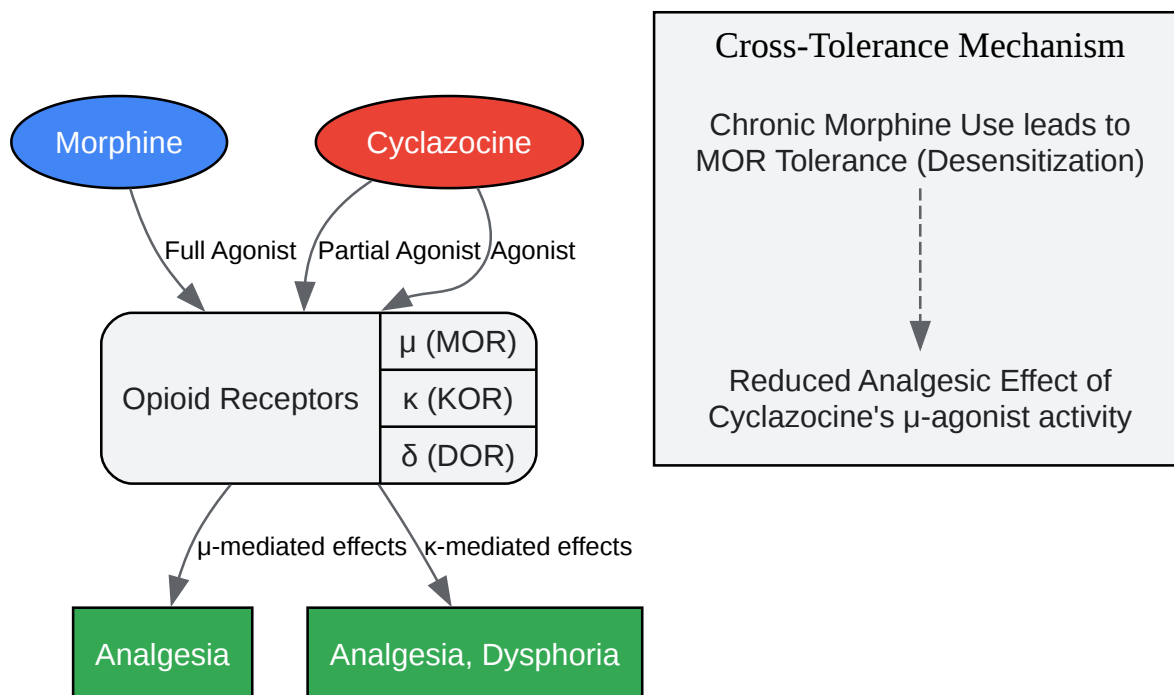 Morphine
Cyclazocine
Full Agonist
Partial Agonist
Agonist
Opioid Receptors
μ (MOR)
κ (KOR)
δ (DOR)
μ-mediated effects
κ-mediated effects
Analgesia
Analgesia, Dysphoria
Cross-Tolerance Mechanism
Chronic Morphine Use leads to
MOR Tolerance (Desensitization)
Reduced Analgesic Effect of
Cyclazocine's μ-agonist activity